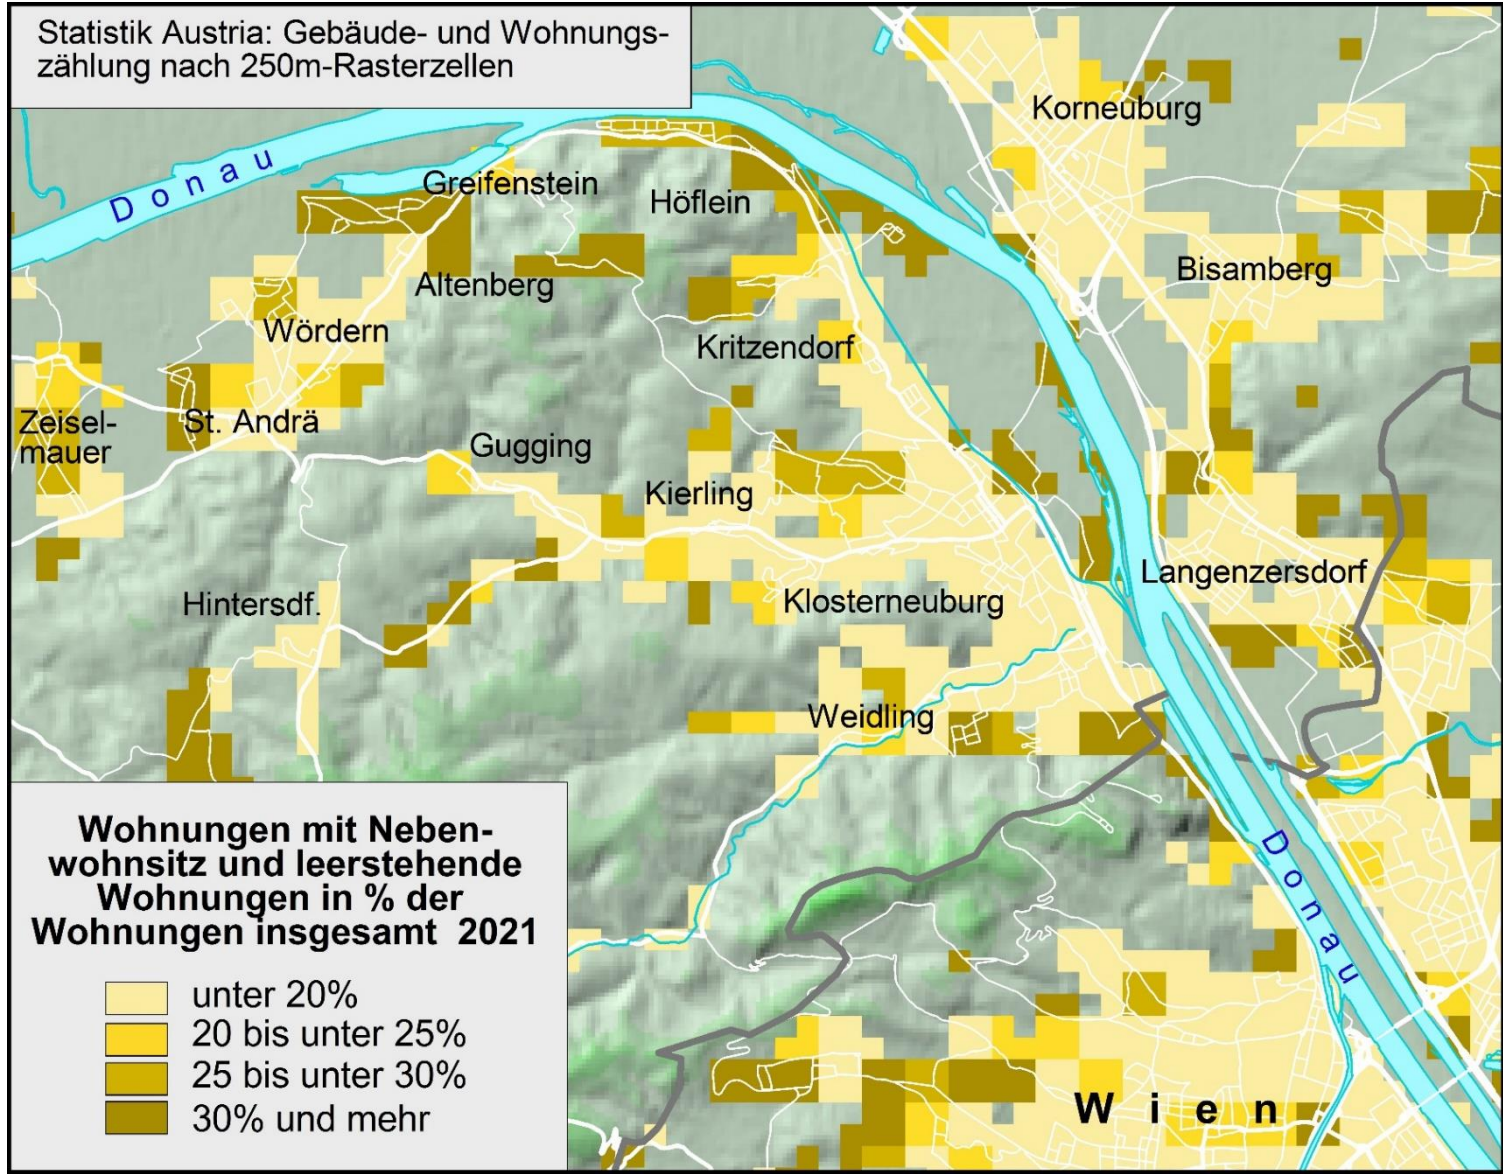 Statistik Austria: Gebäude- und Wohnungs-
zählung nach 250m-Rasterzellen
Korneuburg
Donau
Greifenstein
Höflein
Bisamberg
Altenberg
Wördern
Kritzendorf
Zeisel-
mauer
St. Andrä
Gugging
Kierling
Langenzersdorf
Hintersdf.
Klosterneuburg
Weidling
Donau
Wien
Wohnungen mit Neben-
wohnsitz und leerstehende
Wohnungen in % der
Wohnungen insgesamt 2021
unter 20%
20 bis unter 25%
25 bis unter 30%
30% und mehr